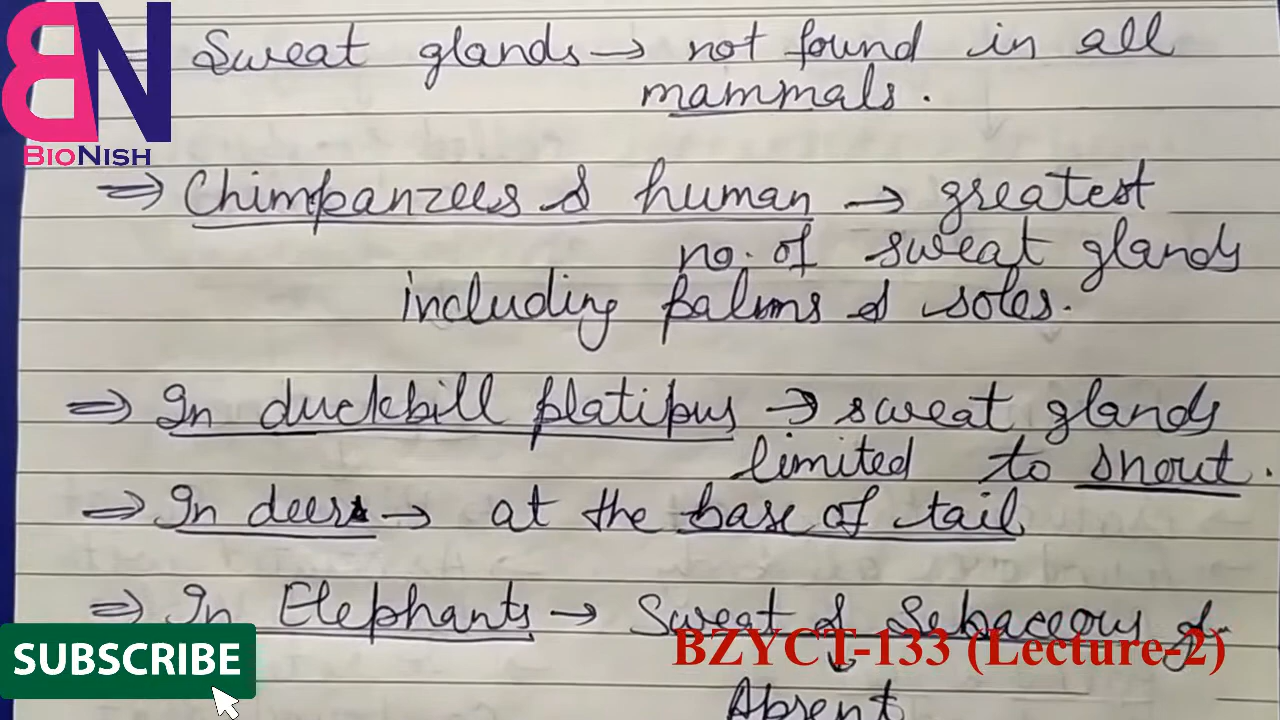 BN
BIONISH
⇒ Sweat glands → not found in all
mammals.
⇒ Chimpanzees & human → greatest
no. of sweat glands
including palms & soles.
⇒ In duckbill platipus → sweat glands
limited to snout.
⇒ In deer → at the base of tail
⇒ In Elephants → Sweat & Sebaceous g
↓
Absent
BZYCT-133 (Lecture-2)
SUBSCRIBE